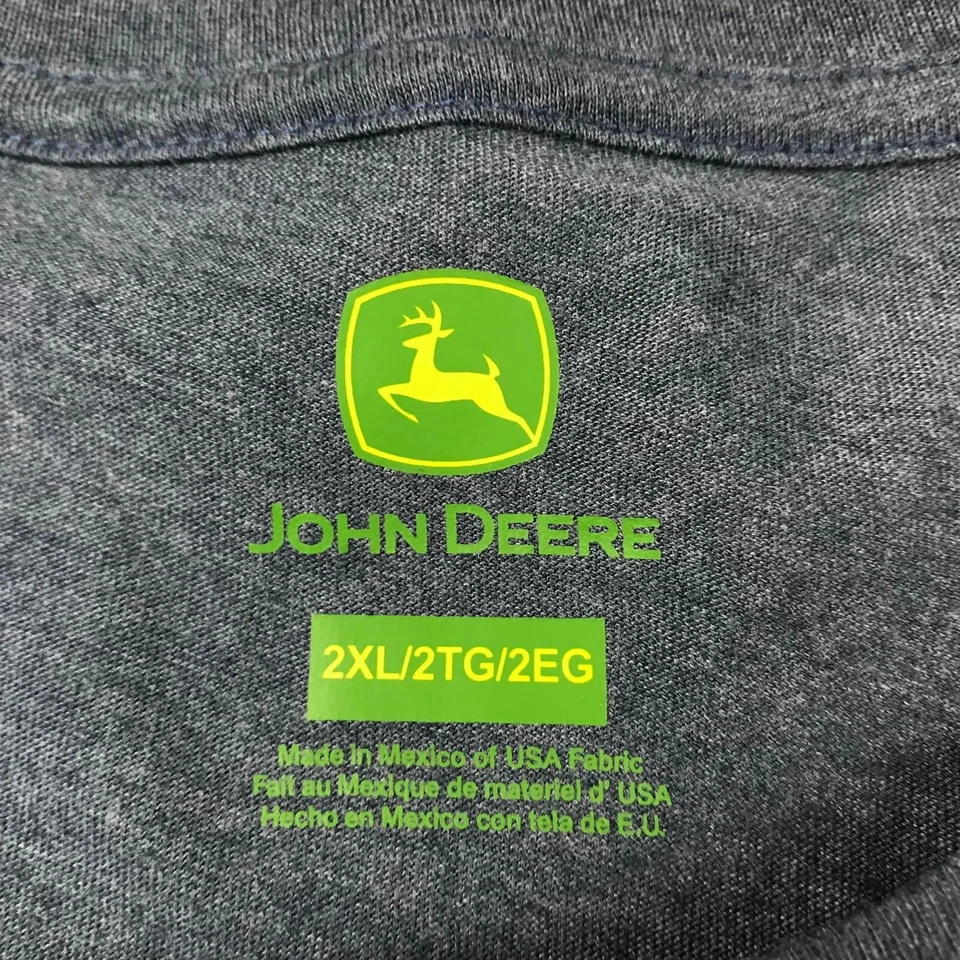 JOHN DEERE
2XL/2TG/2EG
Made in Mexico of USA Fabric
Fait au Mexique de materiel d' USA
Hecho en Mexico con tela de E.U.